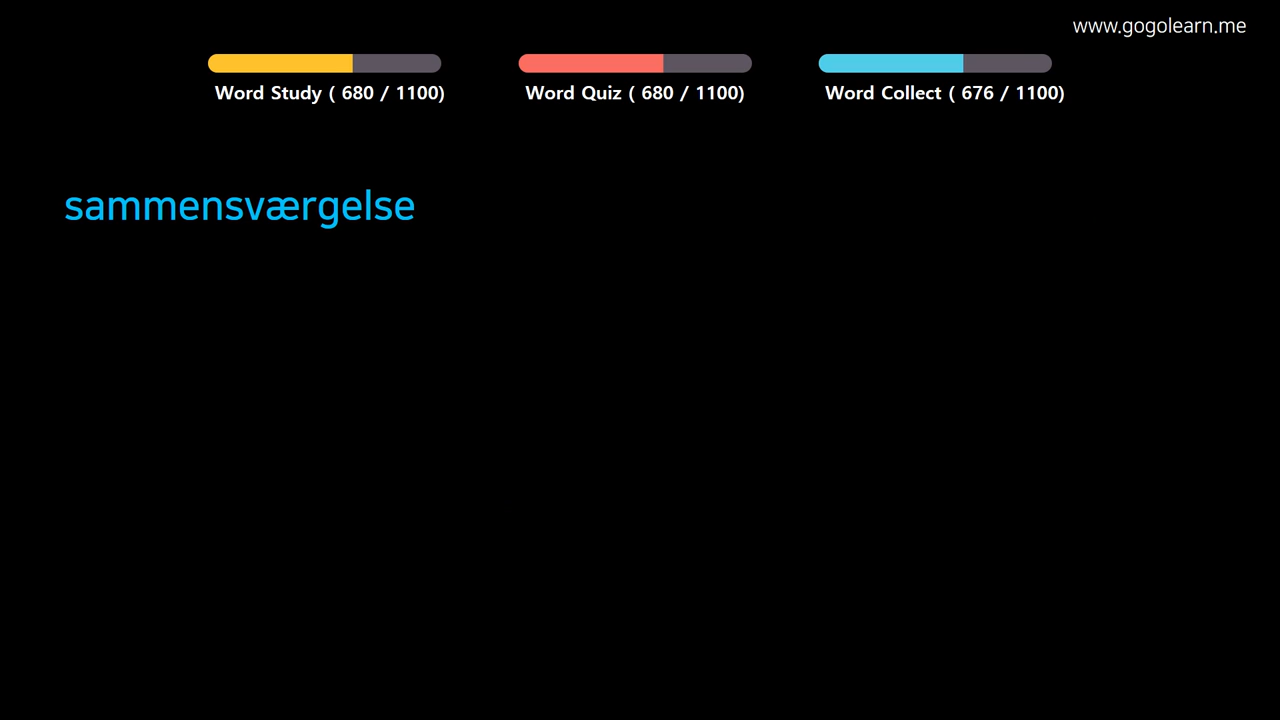 www.gogolearn.me
Word Study ( 680 / 1100)
Word Quiz ( 680 / 1100)
Word Collect ( 676 / 1100)
sammensværgelse